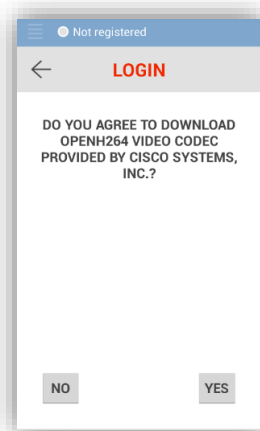 Not registered
LOGIN
DO YOU AGREE TO DOWNLOAD
OPENH264 VIDEO CODEC
PROVIDED BY CISCO SYSTEMS,
INC.?
NO YES